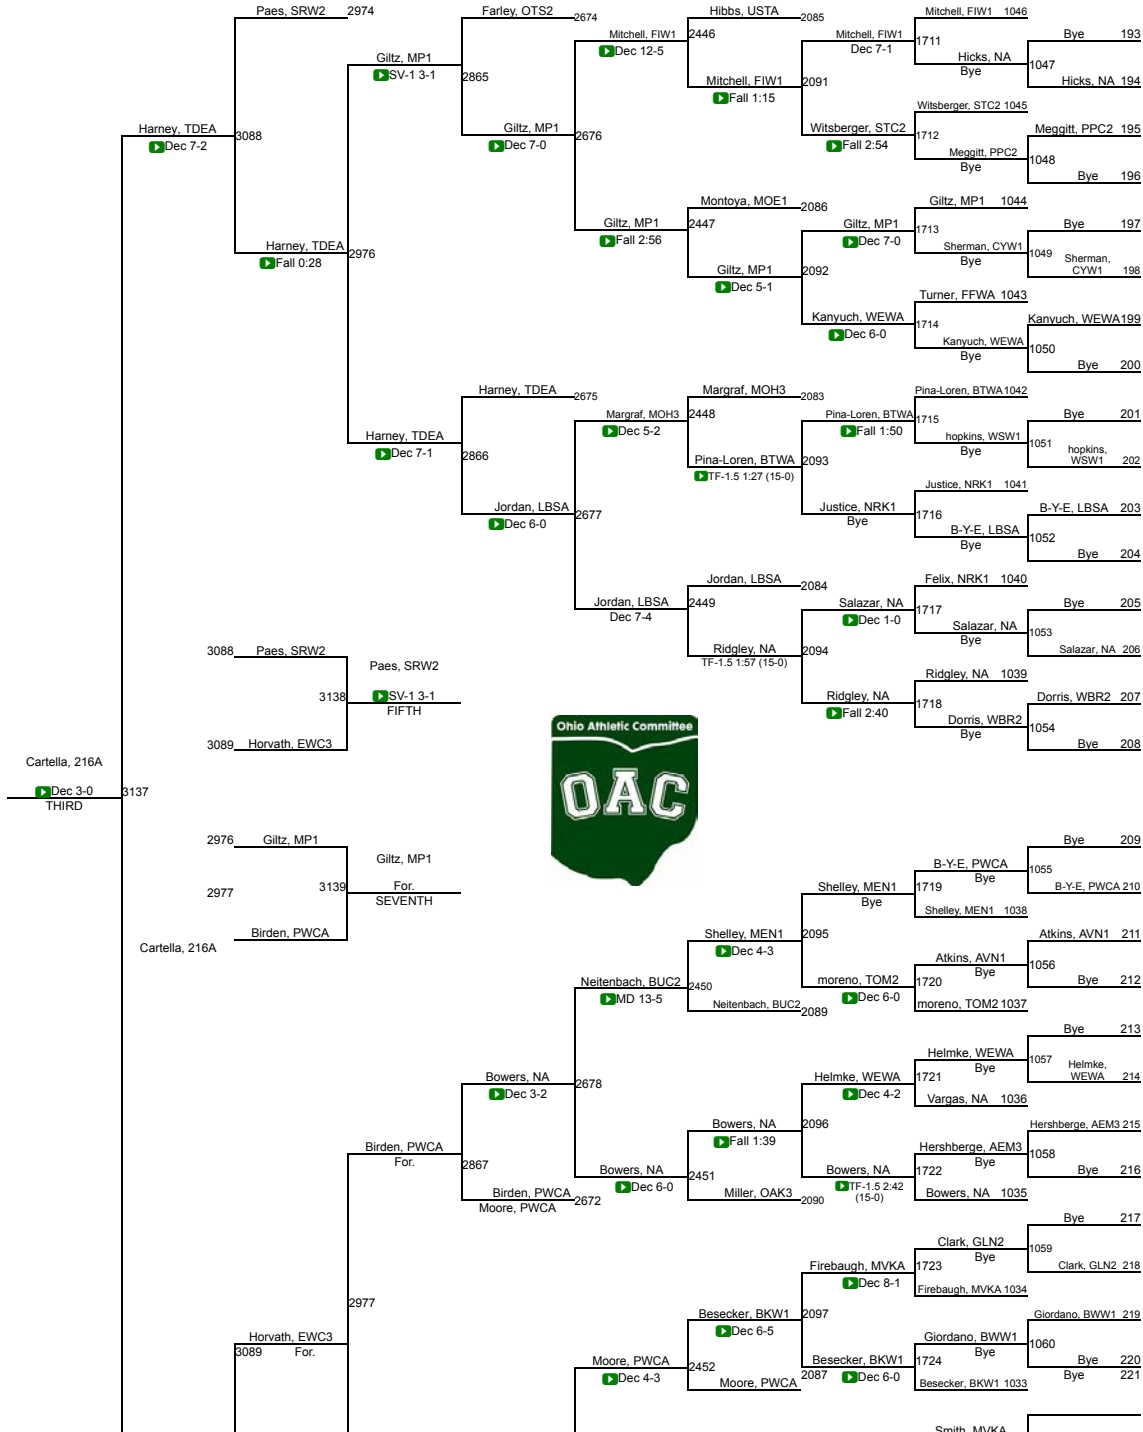 Paes, SRW2 2974
Farley, OTS2
2674
Hibbs, USTA
2085
Mitchell, FIW1 1046
Bye 193
Mitchell, FIW1
Dec 12-5
2446
Mitchell, FIW1
Dec 7-1
1711
Hicks, NA
Bye
1047
Hicks, NA 194
Giltz, MP1
SV-1 3-1
2865
Mitchell, FIW1
Fall 1:15
2091
Witsberger, STC2 1045
Meggitt, PPC2 195
Harney, TDEA
Dec 7-2
3088
Giltz, MP1
Dec 7-0
2676
Witsberger, STC2
Fall 2:54
1712
Meggitt, PPC2
Bye
1048
Bye 196
Montoya, MOE1
2086
Giltz, MP1 1044
Bye 197
Giltz, MP1
Fall 2:56
2447
Giltz, MP1
Dec 7-0
1713
Sherman, CYW1
Bye
1049
Sherman,
CYW1 198
Harney, TDEA
Fall 0:28
2976
Giltz, MP1
Dec 5-1
2092
Turner, FFWA 1043
Kanyuch, WEWA199
Kanyuch, WEWA
Dec 6-0
1714
Kanyuch, WEWA
Bye
1050
Bye 200
Harney, TDEA
2675
Margraf, MOH3
2083
Pina-Loren, BTWA1042
Bye 201
Margraf, MOH3
Dec 5-2
2448
Pina-Loren, BTWA
Fall 1:50
1715
hopkins, WSW1
Bye
1051
hopkins,
WSW1 202
Harney, TDEA
Dec 7-1
2866
Pina-Loren, BTWA
TF-1.5 1:27 (15-0)
2093
Justice, NRK1 1041
B-Y-E, LBSA 203
Jordan, LBSA
Dec 6-0
2677
Justice, NRK1
Bye
1716
B-Y-E, LBSA
Bye
1052
Bye 204
Jordan, LBSA
2084
Felix, NRK1 1040
Bye 205
Jordan, LBSA
Dec 7-4
2449
Salazar, NA
Dec 1-0
1717
Salazar, NA
Bye
1053
Salazar, NA 206
3088 Paes, SRW2
Ridgley, NA
TF-1.5 1:57 (15-0)
2094
Ridgley, NA 1039
Paes, SRW2
3138
SV-1 3-1
FIFTH
Ridgley, NA
Fall 2:40
1718
Dorris, WBR2 207
Dorris, WBR2
Bye
1054
Bye 208
3089 Horvath, EWC3
Ohio Athletic Committee
OAC
Cartella, 216A
Dec 3-0
THIRD
3137
2976 Giltz, MP1
Giltz, MP1
3139
For.
SEVENTH
2977
Birden, PWCA
Cartella, 216A
Bye 209
B-Y-E, PWCA
Bye
1055
B-Y-E, PWCA 210
Shelley, MEN1
Bye
1719
Shelley, MEN1 1038
Shelley, MEN1
Dec 4-3
2095
Atkins, AVN1 211
Atkins, AVN1
Bye
1056
Bye 212
Neitenbach, BUC2
MD 13-5
2450
moreno, TOM2
Dec 6-0
1720
moreno, TOM2 1037
Neitenbach, BUC2
2089
Bye 213
Bowers, NA
Dec 3-2
2678
Helmke, WEWA
Dec 4-2
1721
Helmke, WEWA
Bye
1057
Helmke,
WEWA 214
Vargas, NA 1036
Bowers, NA
Fall 1:39
2096
Hershberge, AEM3 215
Birden, PWCA
For.
2867
Bowers, NA
Dec 6-0
2451
Hershberge, AEM3
Bye
1058
Bye 216
Bowers, NA
TF-1.5 2:42
(15-0)
1722
Bowers, NA 1035
Birden, PWCA
Moore, PWCA
2672
Miller, OAK3
2090
Bye 217
Clark, GLN2
Bye
1059
Clark, GLN2 218
Firebaugh, MVKA
Dec 8-1
1723
Firebaugh, MVKA 1034
2977
Besecker, BKW1
Dec 6-5
2097
Giordano, BWW1 219
Horvath, EWC3
3089 For.
Moore, PWCA
Dec 4-3
2452
Besecker, BKW1
Dec 6-0
1724
Giordano, BWW1
Bye
1060
Bye 220
Bye 221
Moore, PWCA
2087
Besecker, BKW1 1033
Smith, MVKA